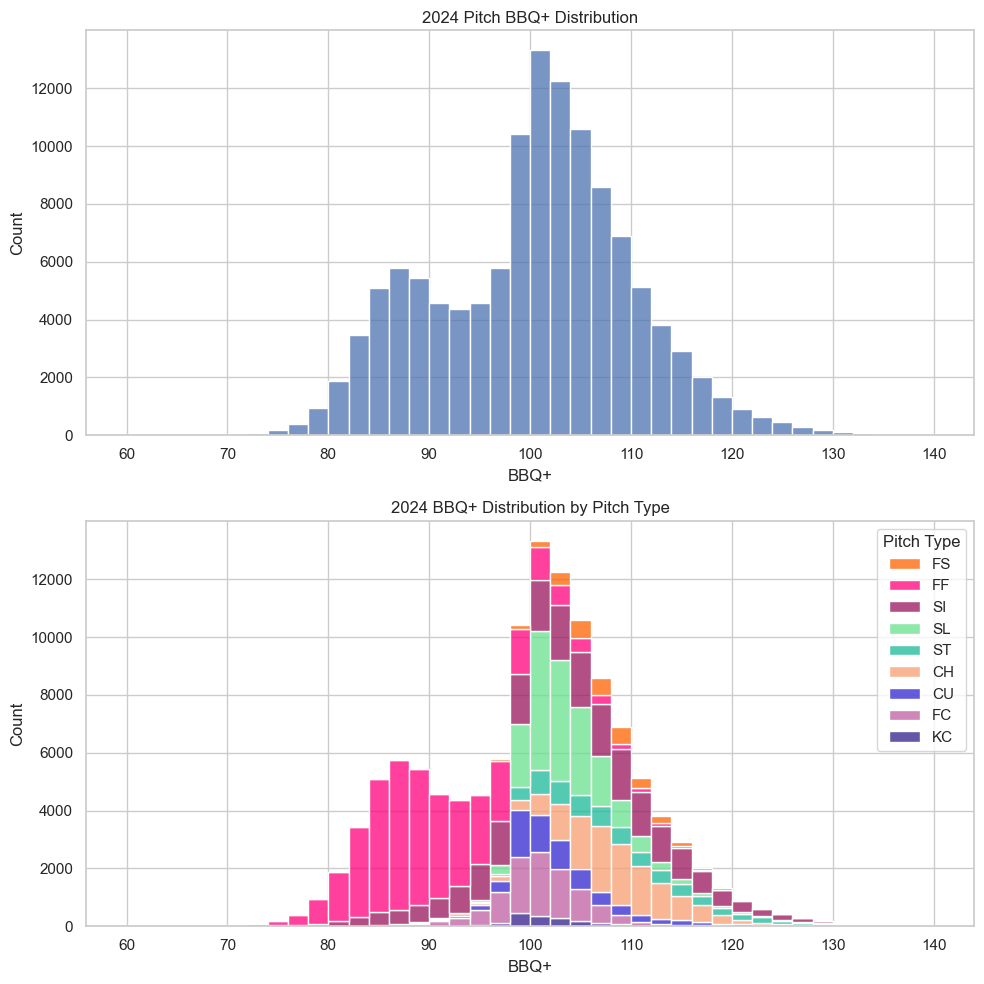 2024 Pitch BBQ+ Distribution
Count
12000
10000
8000
6000
4000
2000
0
60 70 80 90 100 110 120 130 140
BBQ+
2024 BBQ+ Distribution by Pitch Type
Count
12000
10000
8000
6000
4000
2000
0
Pitch Type
FS
FF
SI
SL
ST
CH
CU
FC
KC
60 70 80 90 100 110 120 130 140
BBQ+